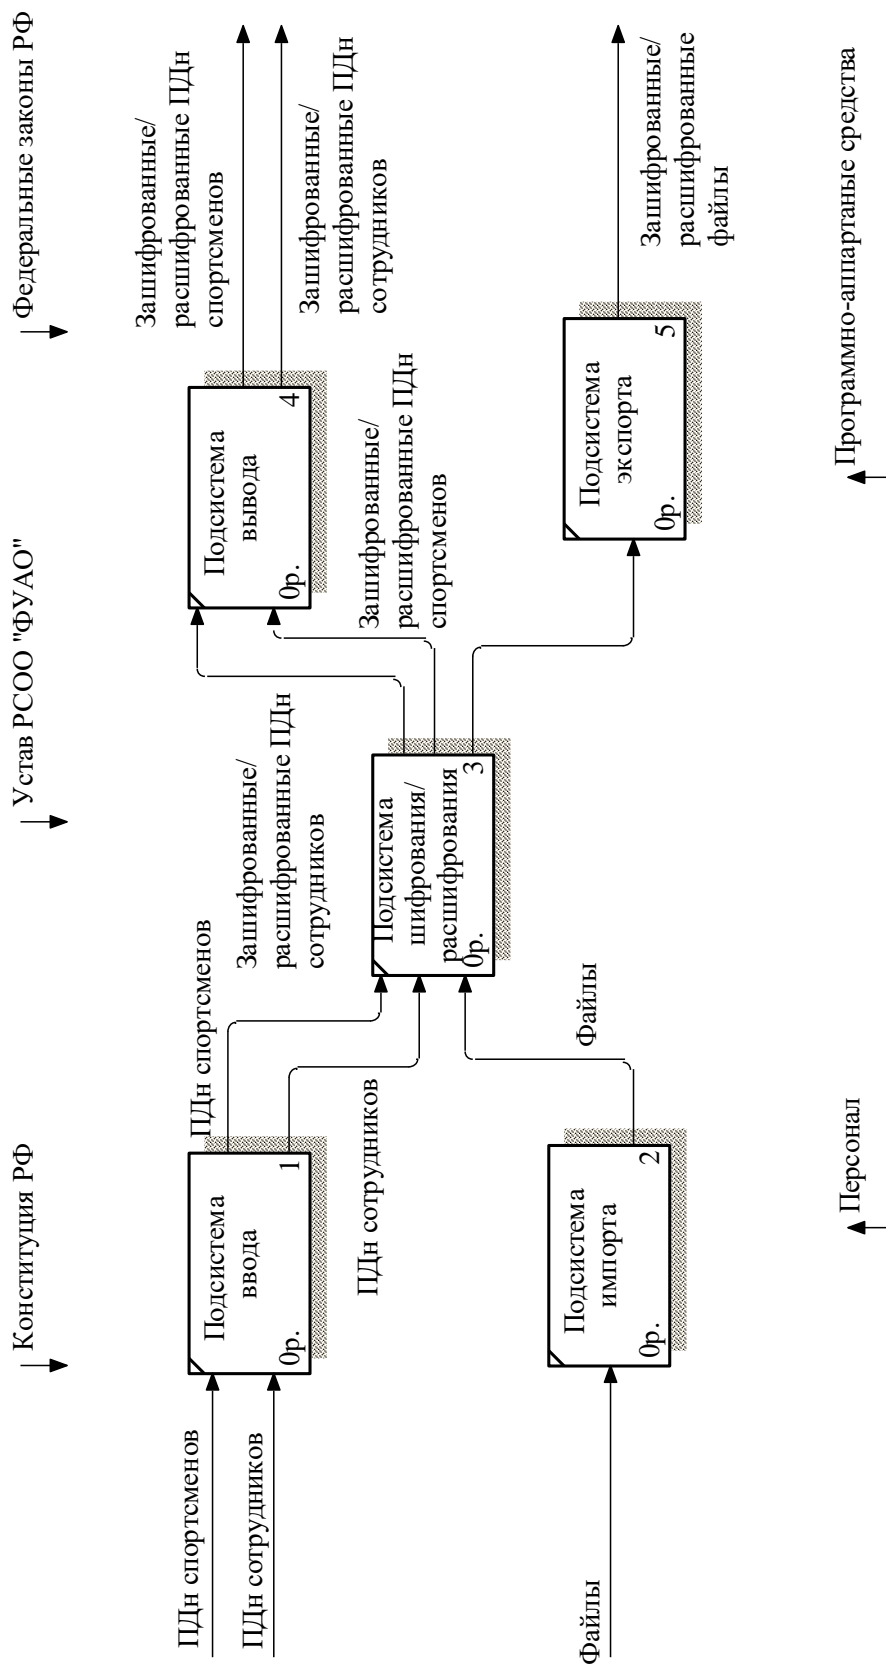 Конституция РФ
Устав РСОО "ФУАО"
Федеральные законы РФ
ПДн спортсменов
ПДн сотрудников
Подсистема
ввода
0р.
1
ПДн спортсменов
ПДн сотрудников
Зашифрованные/
расшифрованные ПДн
сотрудников
Подсистема
вывода
0р.
4
Зашифрованные/
расшифрованные ПДн
спортсменов
Зашифрованные/
расшифрованные ПДн
сотрудников
Зашифрованные/
расшифрованные ПДн
спортсменов
Подсистема
шифрования/
расшифрования
0р.
3
Файлы
Подсистема
импорта
0р.
2
Файлы
Подсистема
экспорта
0р.
5
Зашифрованные/
расшифрованные
файлы
Персонал
Программно-аппартаные средства